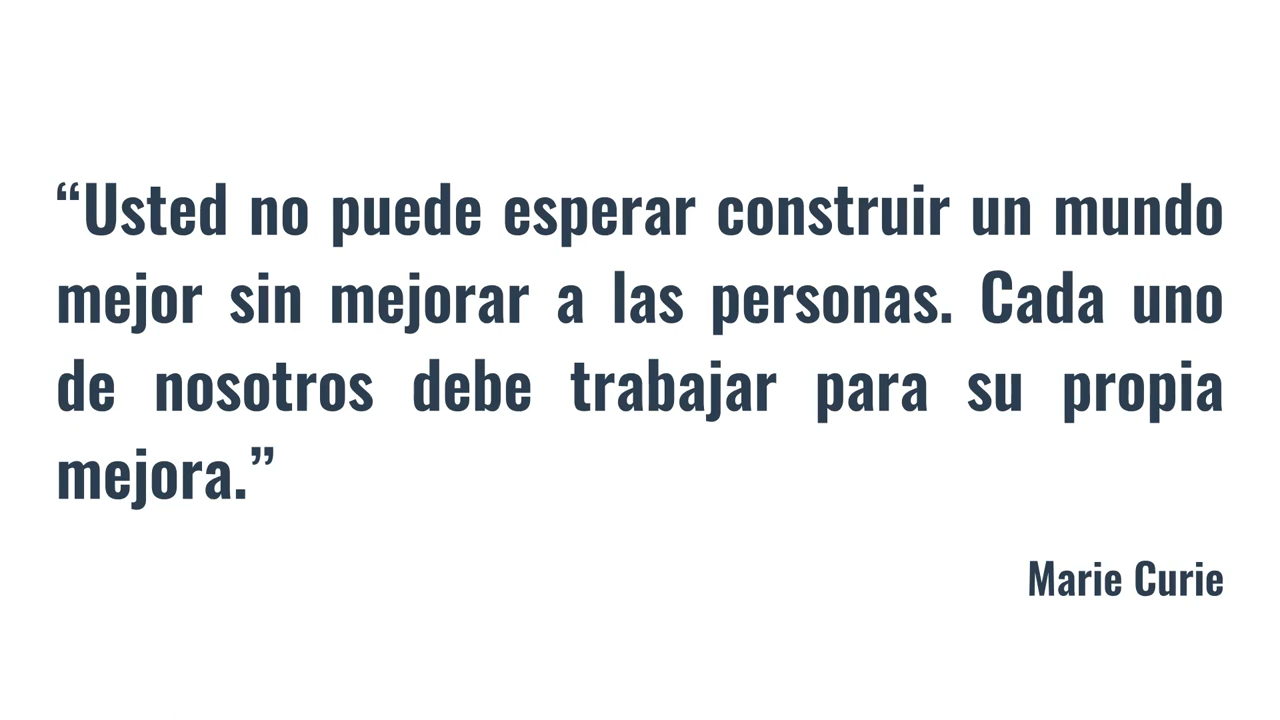 “Usted no puede esperar construir un mundo
mejor sin mejorar a las personas. Cada uno
de nosotros debe trabajar para su propia
mejora.”
Marie Curie